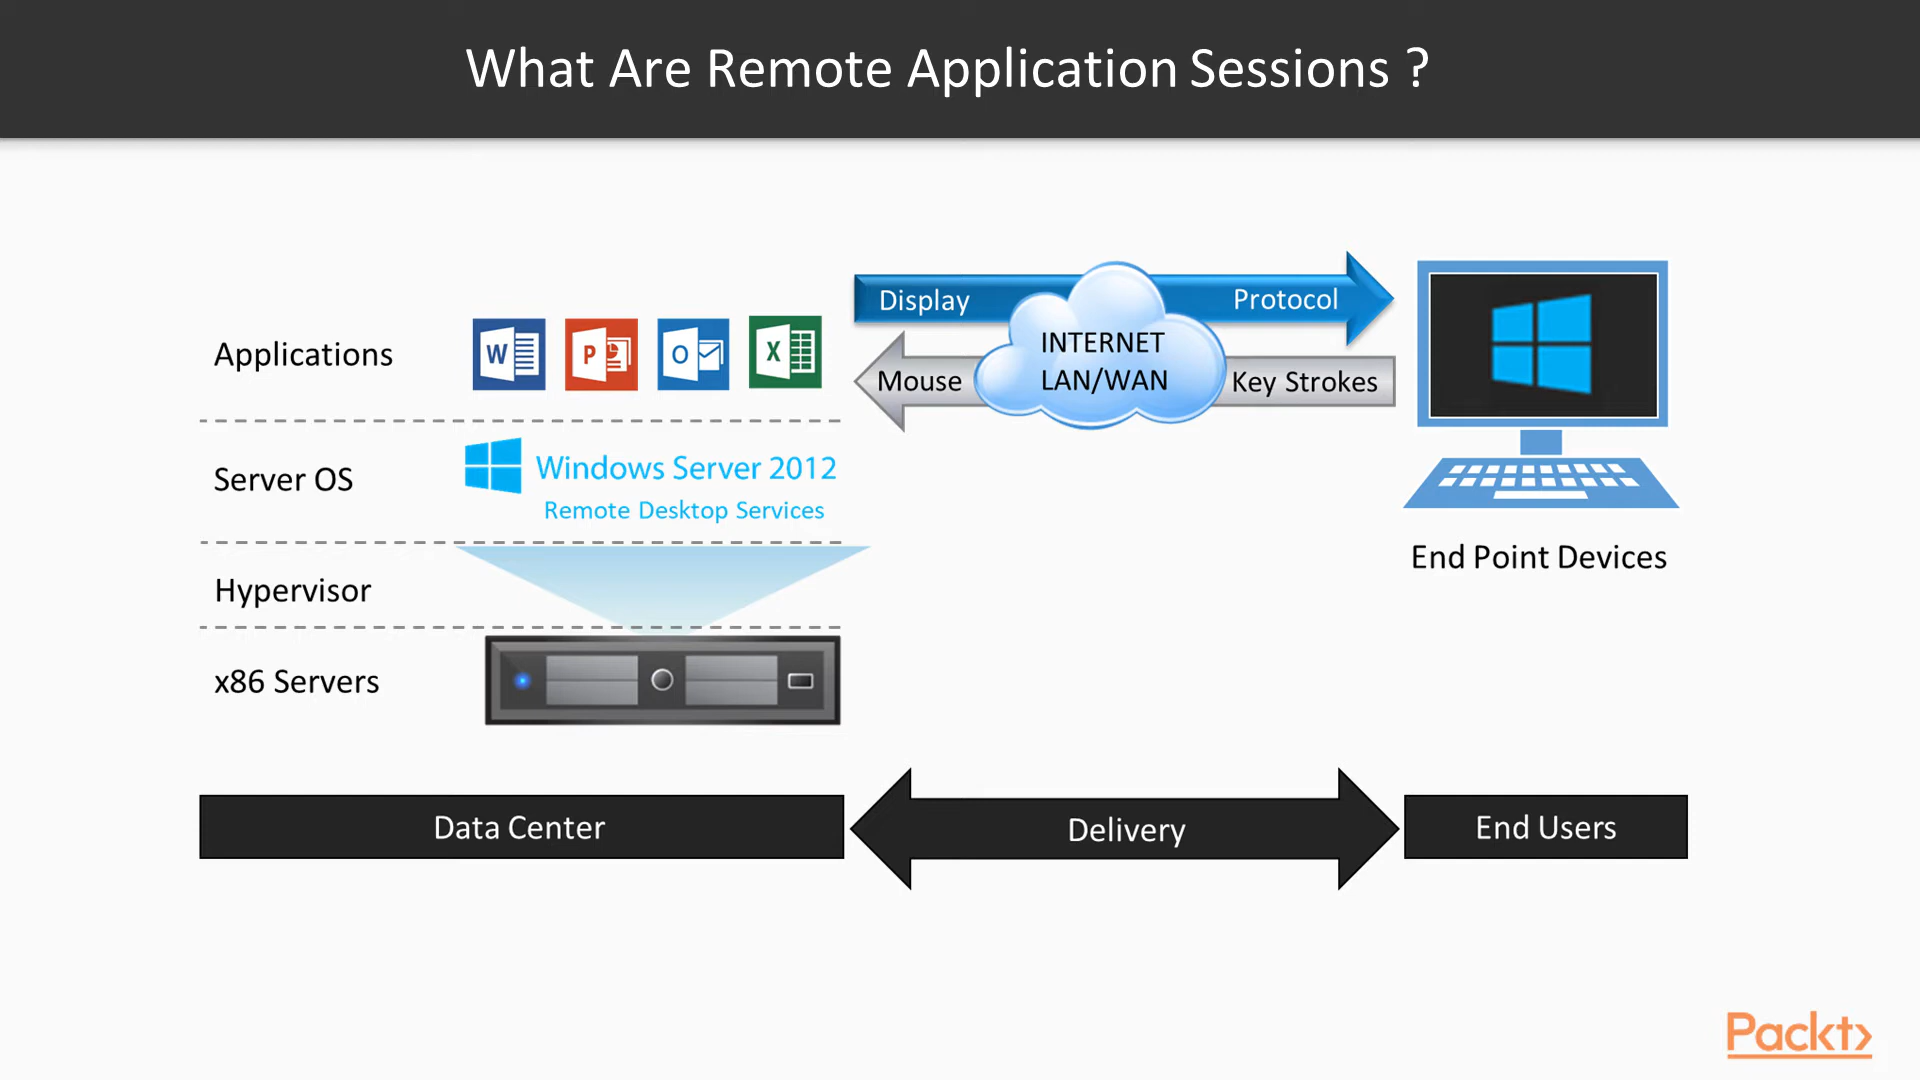 What Are Remote Application Sessions ?
Display
Protocol
INTERNET
LAN/WAN
Mouse
Key Strokes
Applications
W
P
O
X
Server OS
Windows Server 2012
Remote Desktop Services
End Point Devices
Hypervisor
x86 Servers
Data Center
Delivery
End Users
Packt